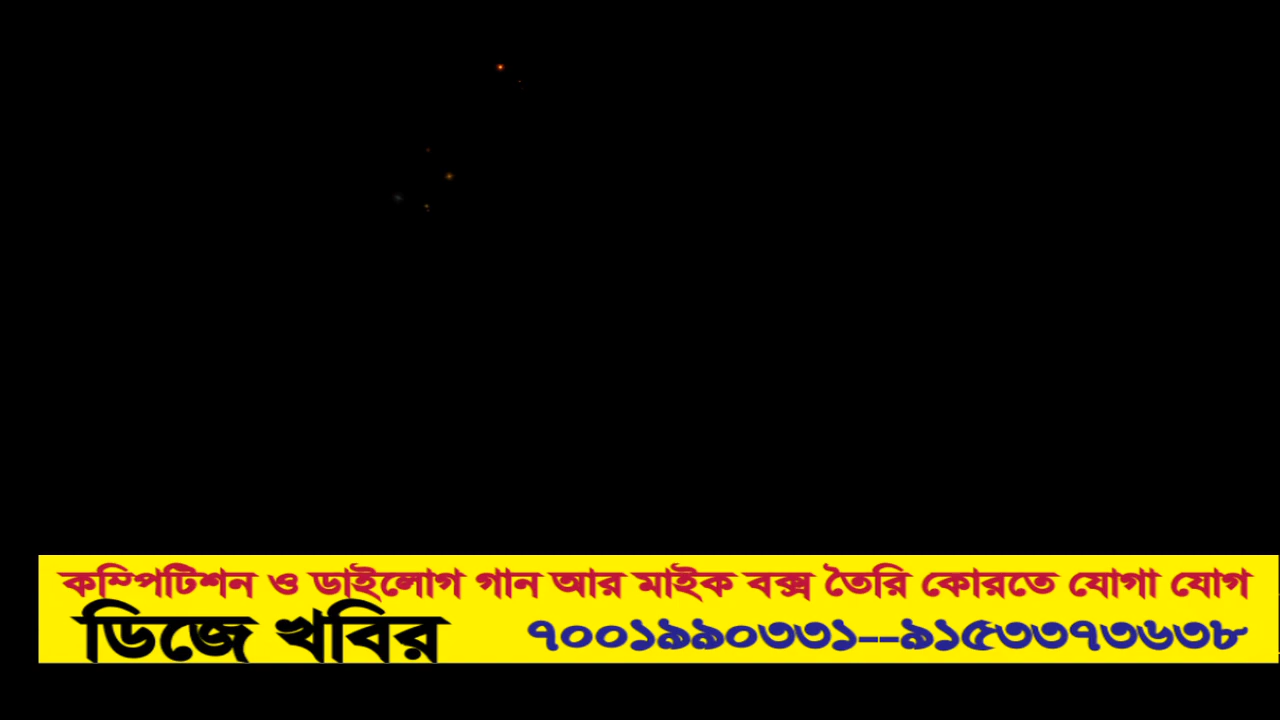 কম্পিটিশন ও ডাইলোগ গান আর মাইক বক্স তৈরি কোরতে যোগা যোগ
ডিজে খবির ৭০০১৯৯০৩৩১--৯১৫৩৩৭৩৬৩৮